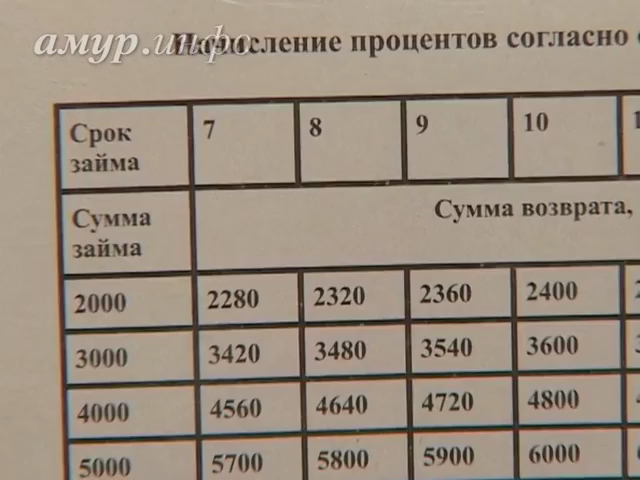 амур.инфо
Начисление процентов согласно
Срок займа 7 8 9 10
Сумма займа Сумма возврата,
2000 2280 2320 2360 2400
3000 3420 3480 3540 3600
4000 4560 4640 4720 4800
5000 5700 5800 5900 6000